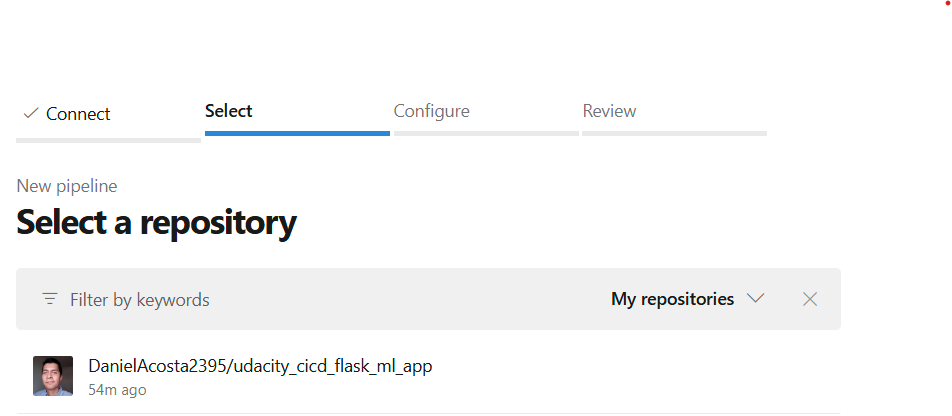 Connect
Select
Configure
Review
New pipeline
Select a repository
Filter by keywords
My repositories
DanielAcosta2395/udacity_cicd_flask_ml_app
54m ago